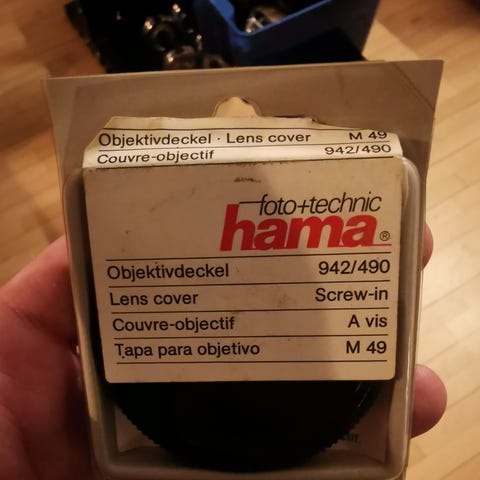 Objektivdeckel · Lens cover M 49
Couvre-objectif 942/490
foto+technic
hama®
Objektivdeckel 942/490
Lens cover Screw-in
Couvre-objectif A vis
Tapa para objetivo M 49